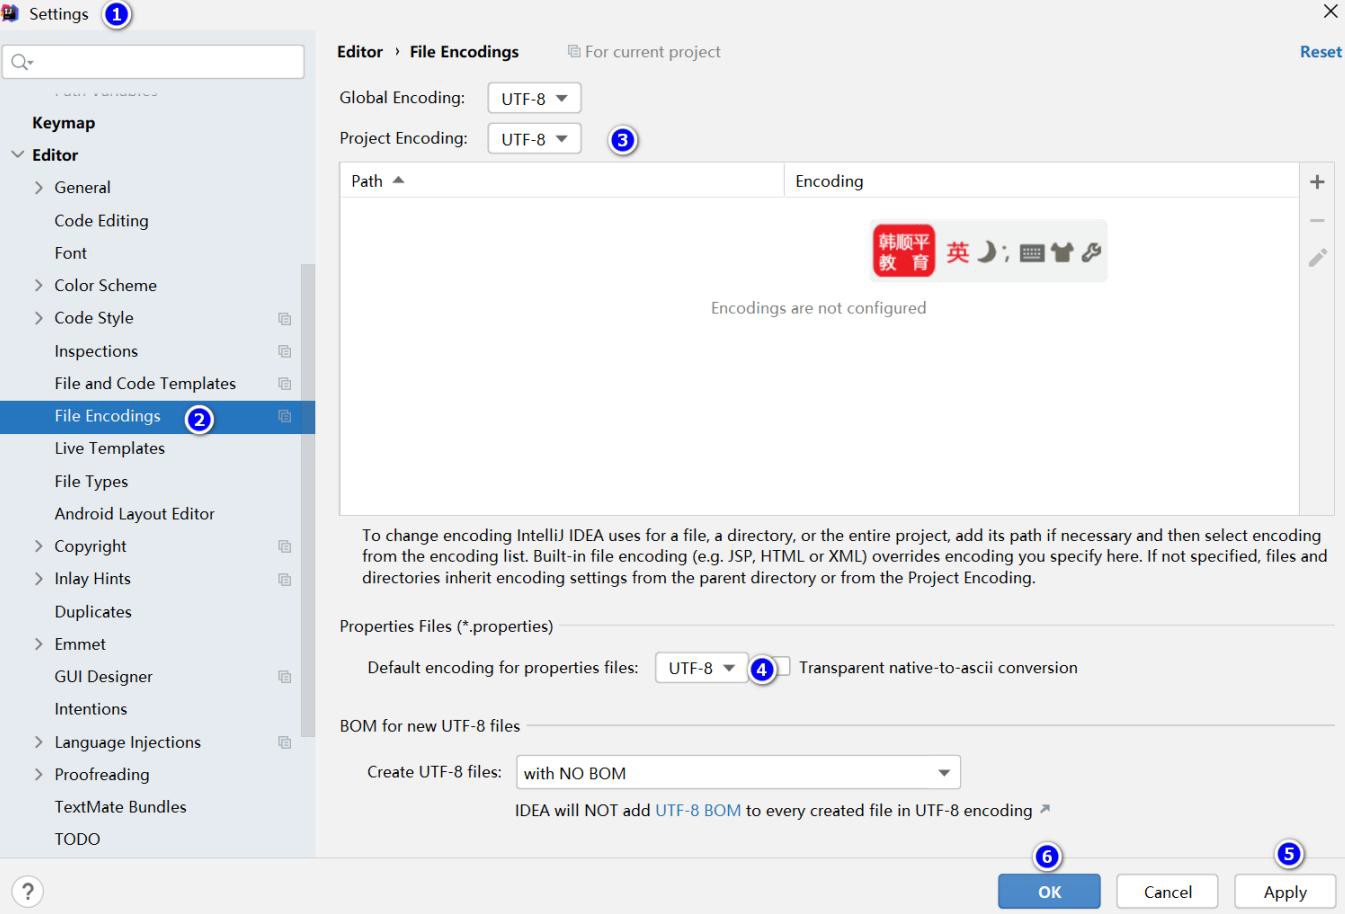 Settings
1
Editor › File Encodings
For current project
Reset
Global Encoding: UTF-8
Project Encoding: UTF-8
3
Path
Encoding
韩顺平
教 育
英 ;
Encodings are not configured
To change encoding IntelliJ IDEA uses for a file, a directory, or the entire project, add its path if necessary and then select encoding
from the encoding list. Built-in file encoding (e.g. JSP, HTML or XML) overrides encoding you specify here. If not specified, files and
directories inherit encoding settings from the parent directory or from the Project Encoding.
Properties Files (*.properties)
Default encoding for properties files: UTF-8
4
Transparent native-to-ascii conversion
BOM for new UTF-8 files
Create UTF-8 files: with NO BOM
IDEA will NOT add UTF-8 BOM to every created file in UTF-8 encoding ↗
Keymap
Editor
General
Code Editing
Font
Color Scheme
Code Style
Inspections
File and Code Templates
File Encodings
2
Live Templates
File Types
Android Layout Editor
Copyright
Inlay Hints
Duplicates
Emmet
GUI Designer
Intentions
Language Injections
Proofreading
TextMate Bundles
TODO
?
6
5
OK
Cancel
Apply